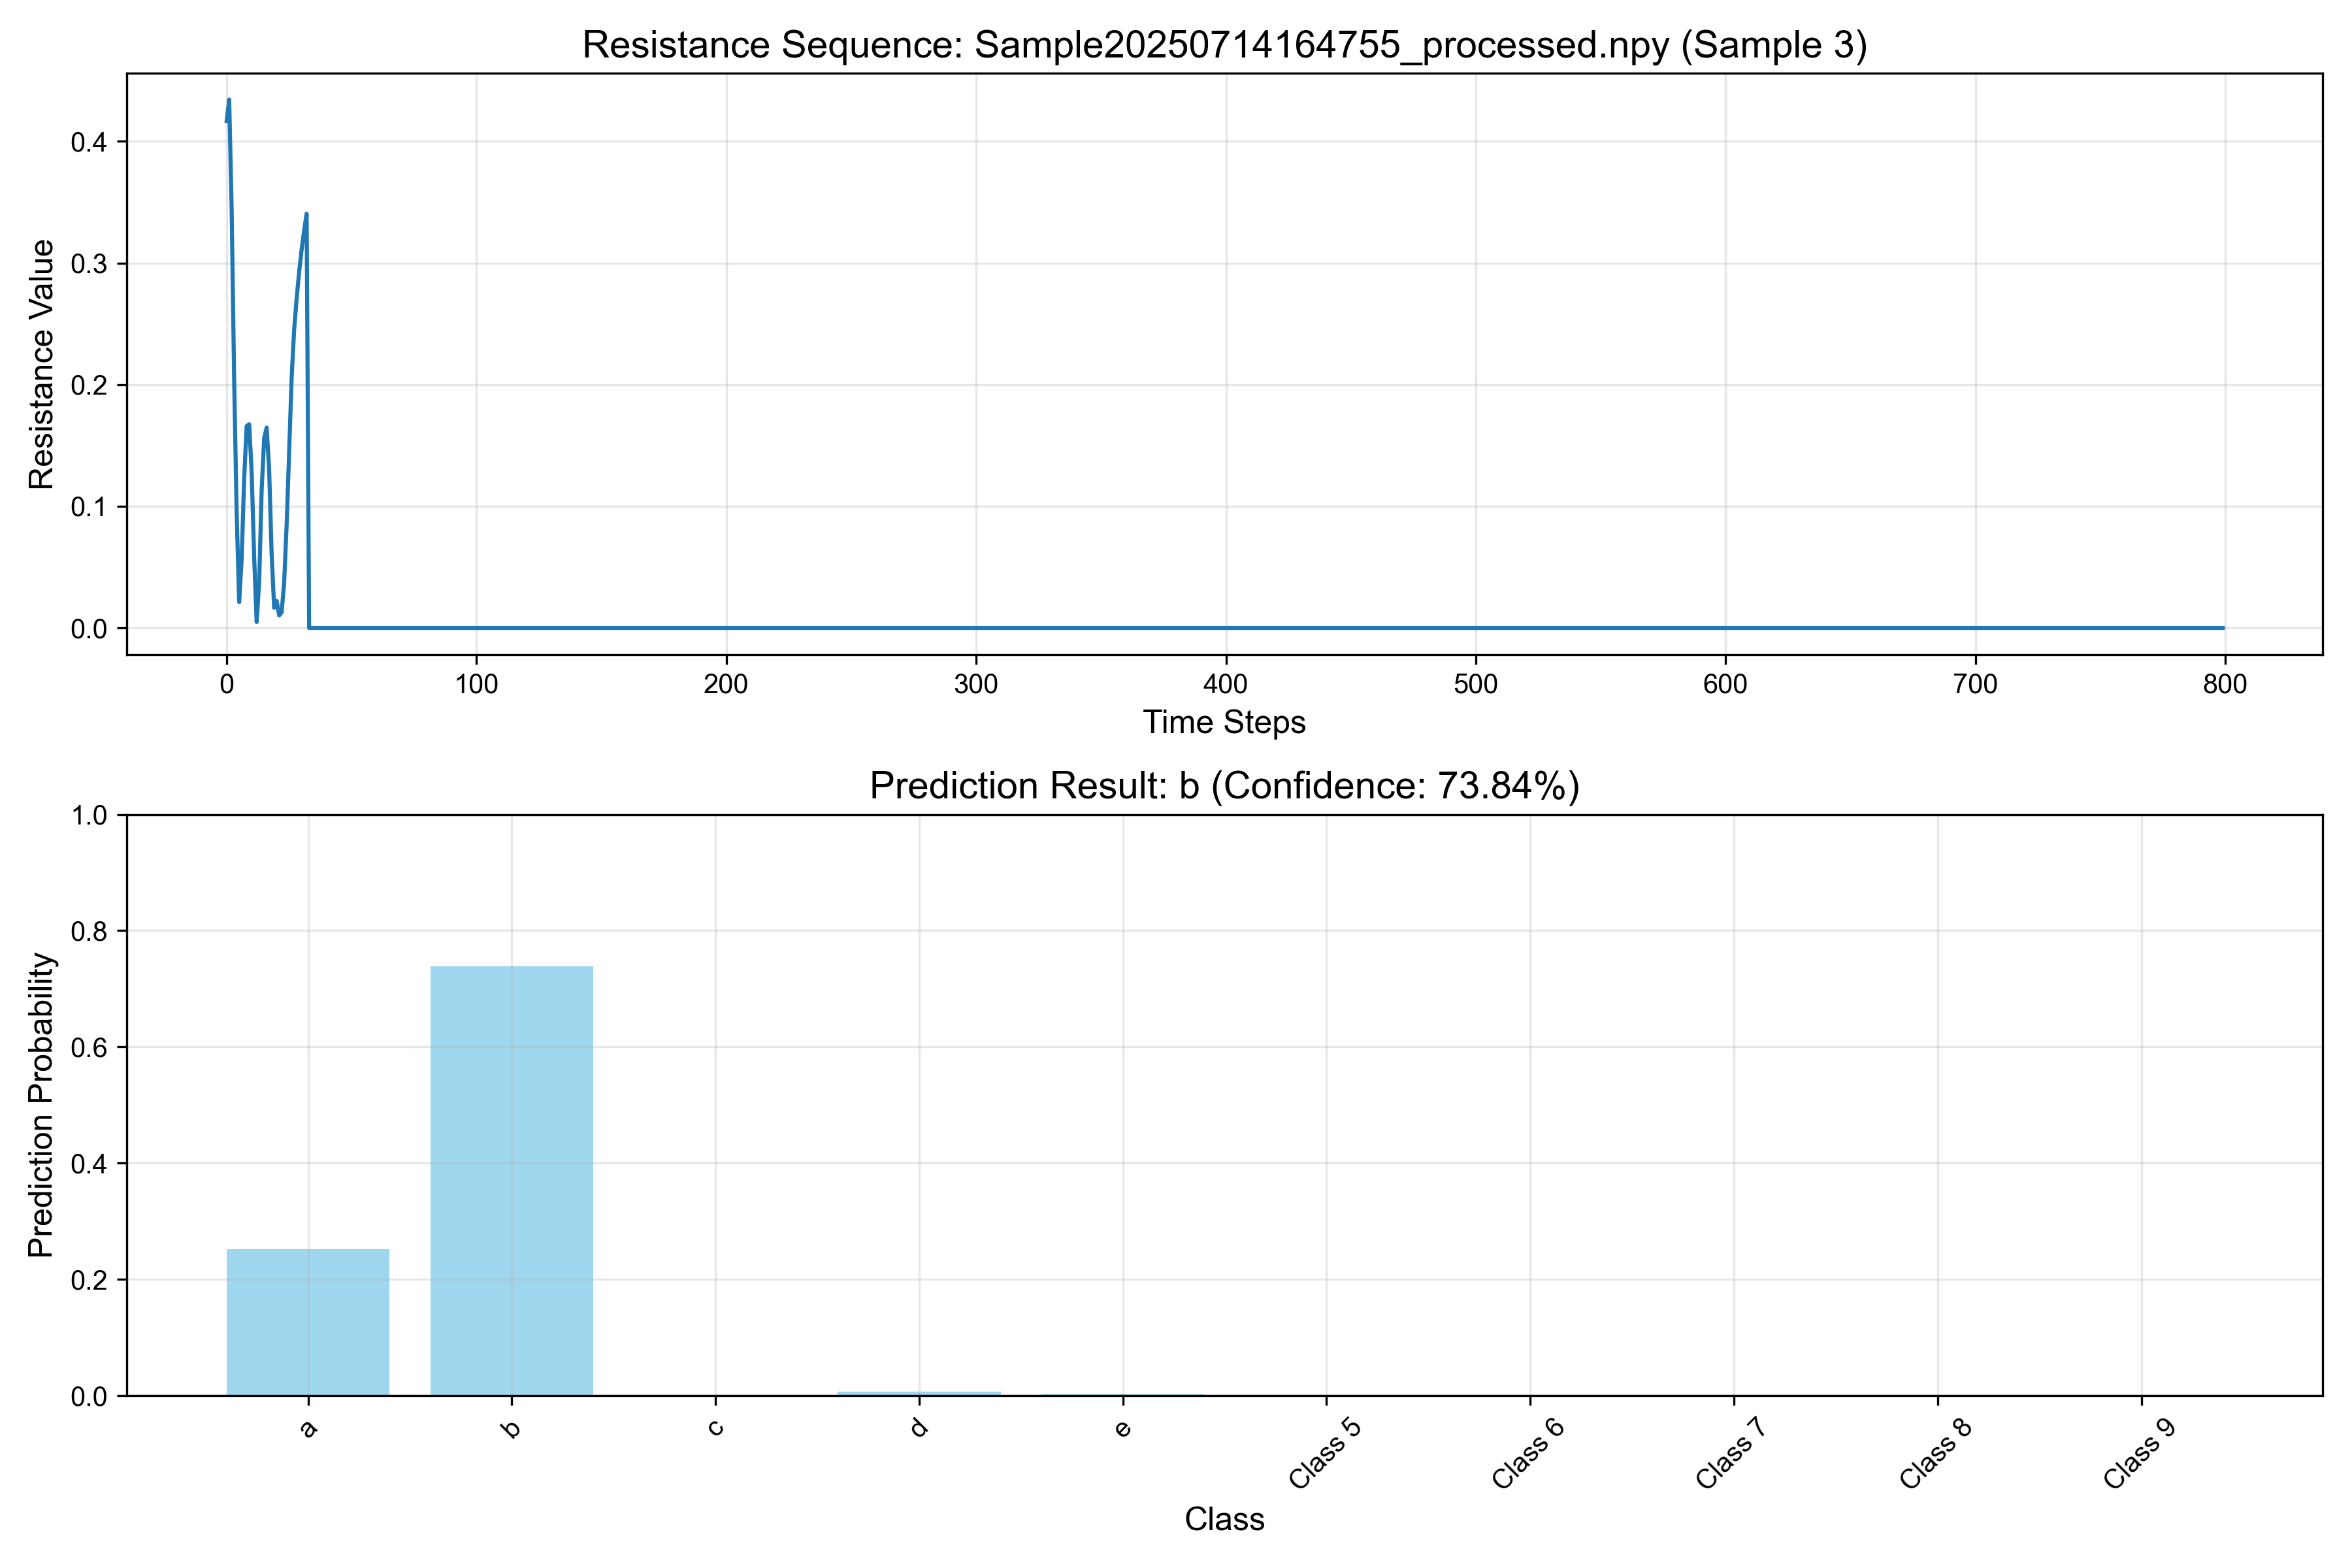 Resistance Sequence: Sample20250714164755_processed.npy (Sample 3)
Resistance Value
0.4
0.3
0.2
0.1
0.0
0 100 200 300 400 500 600 700 800
Time Steps
Prediction Result: b (Confidence: 73.84%)
Prediction Probability
1.0
0.8
0.6
0.4
0.2
0.0
a b c d e Class 5 Class 6 Class 7 Class 8 Class 9
Class